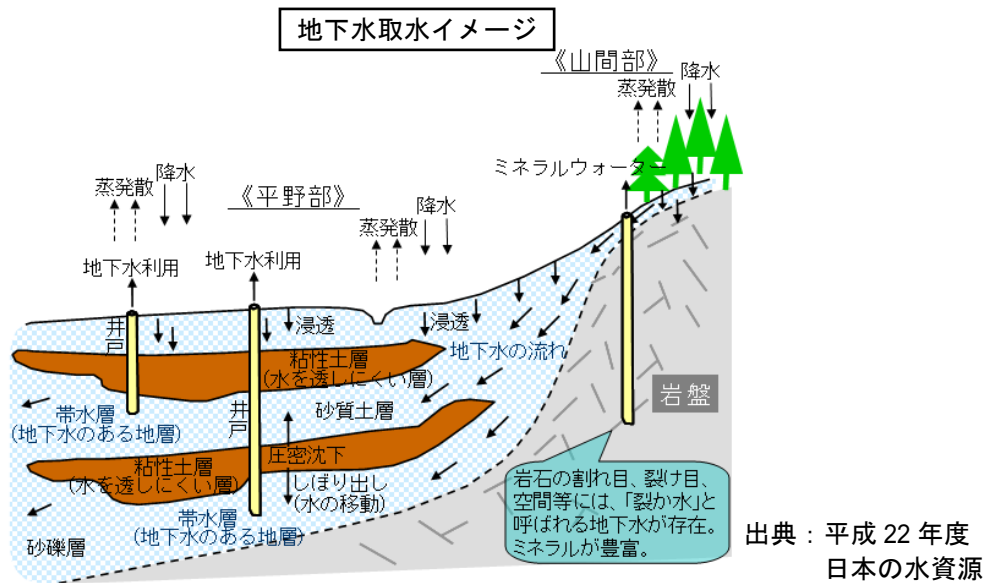 地下水取水イメージ
《山間部》
降水
蒸発散
ミネラルウォーター
降水
蒸発散
《平野部》
降水
蒸発散
地下水利用
地下水利用
井戸
浸透
浸透
粘性土層
(水を透しにくい層)
地下水の流れ
岩盤
帯水層
(地下水のある地層)
井戸
砂質土層
粘性土層
(水を透しにくい層)
圧密沈下
しぼり出し
(水の移動)
帯水層
(地下水のある地層)
砂礫層
岩石の割れ目、裂け目、
空間等には、「裂か水」と
呼ばれる地下水が存在。
ミネラルが豊富。
出典：平成 22 年度
日本の水資源